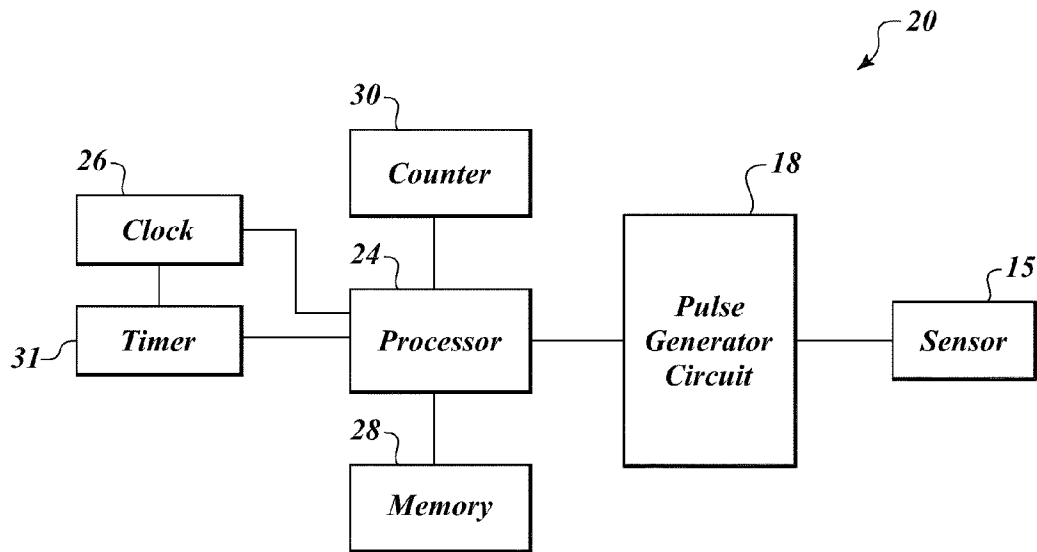 20
30
Counter
26
Clock
18
24
15
Pulse
Generator
Circuit
Timer
31
Processor
Sensor
28
Memory